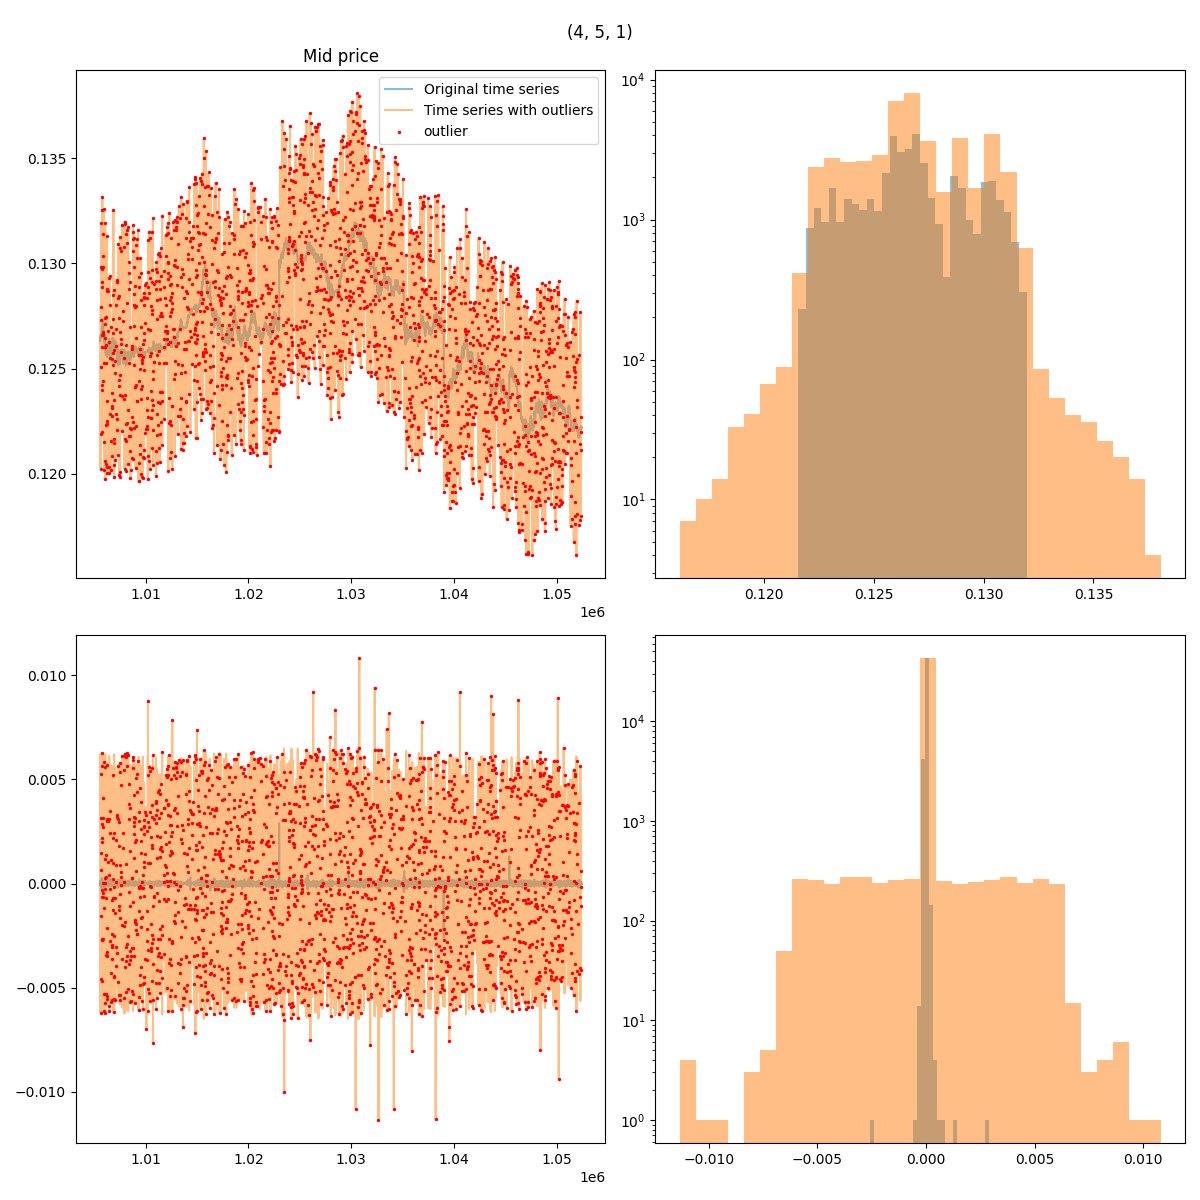 (4, 5, 1)
Mid price
Original time series
Time series with outliers
outlier
0.135
0.130
0.125
0.120
1.01 1.02 1.03 1.04 1.05
1e6
10⁴
10³
10²
10¹
0.120 0.125 0.130 0.135
0.010
0.005
0.000
−0.005
−0.010
1.01 1.02 1.03 1.04 1.05
1e6
10⁴
10³
10²
10¹
10⁰
−0.010 −0.005 0.000 0.005 0.010